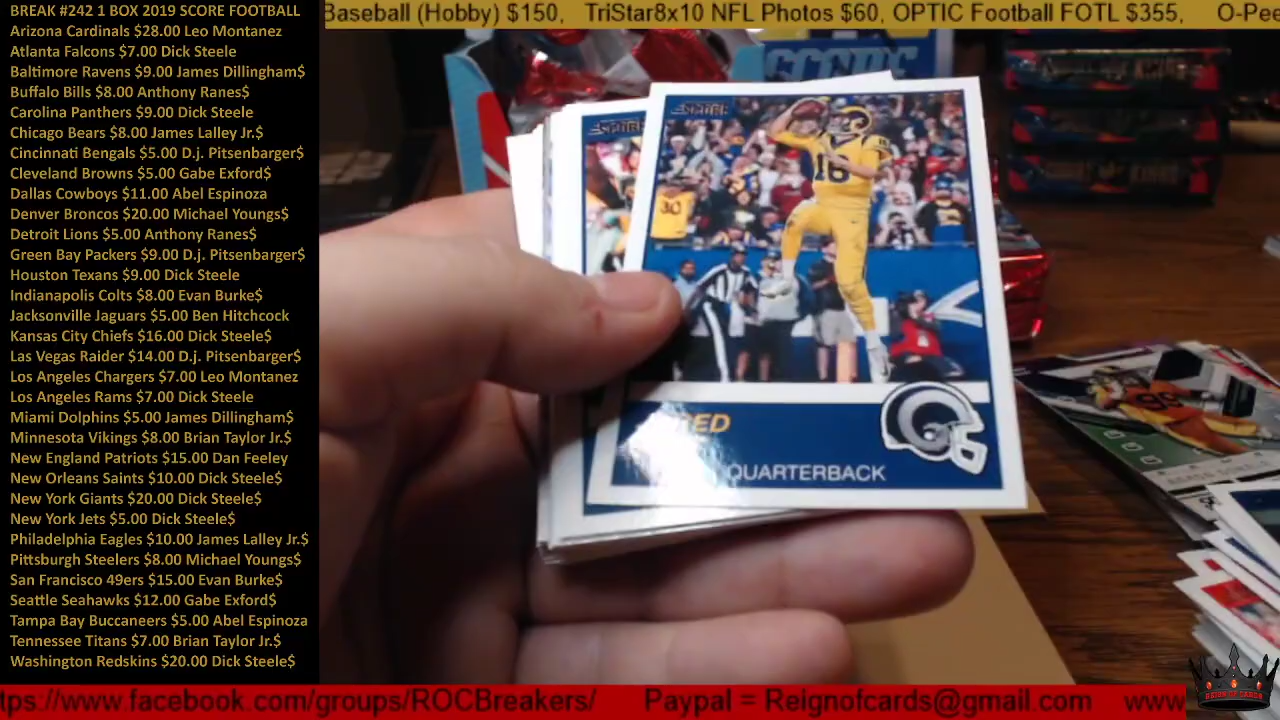 BREAK #242 1 BOX 2019 SCORE FOOTBALL
Arizona Cardinals $28.00 Leo Montanez
Atlanta Falcons $7.00 Dick Steele
Baltimore Ravens $9.00 James Dillingham$
Buffalo Bills $8.00 Anthony Ranes$
Carolina Panthers $9.00 Dick Steele
Chicago Bears $8.00 James Lalley Jr.$
Cincinnati Bengals $5.00 D.j. Pitsenbarger$
Cleveland Browns $5.00 Gabe Exford$
Dallas Cowboys $11.00 Abel Espinoza
Denver Broncos $20.00 Michael Youngs$
Detroit Lions $5.00 Anthony Ranes$
Green Bay Packers $9.00 D.j. Pitsenbarger$
Houston Texans $9.00 Dick Steele
Indianapolis Colts $8.00 Evan Burke$
Jacksonville Jaguars $5.00 Ben Hitchcock
Kansas City Chiefs $16.00 Dick Steele$
Las Vegas Raider $14.00 D.j. Pitsenbarger$
Los Angeles Chargers $7.00 Leo Montanez
Los Angeles Rams $7.00 Dick Steele
Miami Dolphins $5.00 James Dillingham$
Minnesota Vikings $8.00 Brian Taylor Jr.$
New England Patriots $15.00 Dan Feeley
New Orleans Saints $10.00 Dick Steele$
New York Giants $20.00 Dick Steele$
New York Jets $5.00 Dick Steele$
Philadelphia Eagles $10.00 James Lalley Jr.$
Pittsburgh Steelers $8.00 Michael Youngs$
San Francisco 49ers $15.00 Evan Burke$
Seattle Seahawks $12.00 Gabe Exford$
Tampa Bay Buccaneers $5.00 Abel Espinoza
Tennessee Titans $7.00 Brian Taylor Jr.$
Washington Redskins $20.00 Dick Steele$
Baseball (Hobby) $150, TriStar8x10 NFL Photos $60, OPTIC Football FOTL $355, O-Pee
SCORE
SCORE
SCORE
16
30
99
ED
QUARTERBACK
REIGN OF CARDS
tps://www.facebook.com/groups/ROCBreakers/ Paypal = Reignofcards@gmail.com www